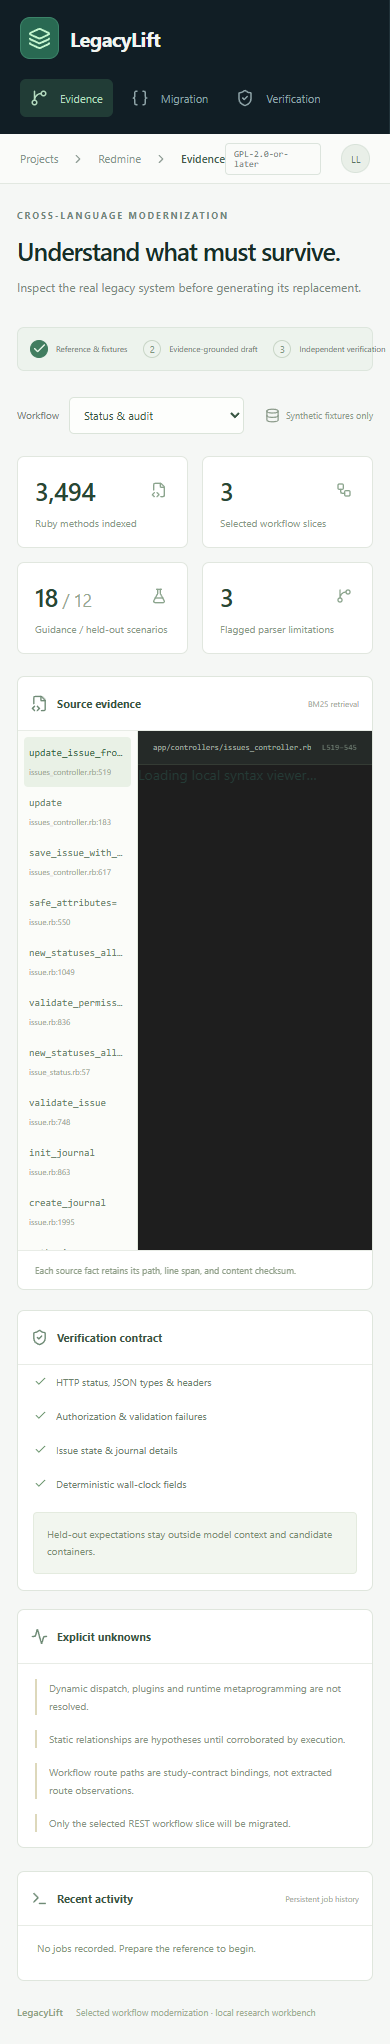 LegacyLift
Evidence
Migration
Verification
Projects > Redmine > Evidence
GPL-2.0-or-
later
LL
CROSS-LANGUAGE MODERNIZATION
Understand what must survive.
Inspect the real legacy system before generating its replacement.
Reference & fixtures
2 Evidence-grounded draft
3 Independent verification
Workflow
Status & audit
Synthetic fixtures only
3,494
Ruby methods indexed
3
Selected workflow slices
18 / 12
Guidance / held-out scenarios
3
Flagged parser limitations
Source evidence
BM25 retrieval
update_issue_fro…
issues_controller.rb:519
update
issues_controller.rb:183
save_issue_with_…
issues_controller.rb:617
safe_attributes=
issue.rb:550
new_statuses_all…
issue.rb:1049
validate_permiss…
issue.rb:836
new_statuses_all…
issue_status.rb:57
validate_issue
issue.rb:748
init_journal
issue.rb:863
create_journal
issue.rb:1995
app/controllers/issues_controller.rb L519–545
Loading local syntax viewer...
Each source fact retains its path, line span, and content checksum.
Verification contract
HTTP status, JSON types & headers
Authorization & validation failures
Issue state & journal details
Deterministic wall-clock fields
Held-out expectations stay outside model context and candidate
containers.
Explicit unknowns
Dynamic dispatch, plugins and runtime metaprogramming are not
resolved.
Static relationships are hypotheses until corroborated by execution.
Workflow route paths are study-contract bindings, not extracted
route observations.
Only the selected REST workflow slice will be migrated.
Recent activity
Persistent job history
No jobs recorded. Prepare the reference to begin.
LegacyLift
Selected workflow modernization · local research workbench